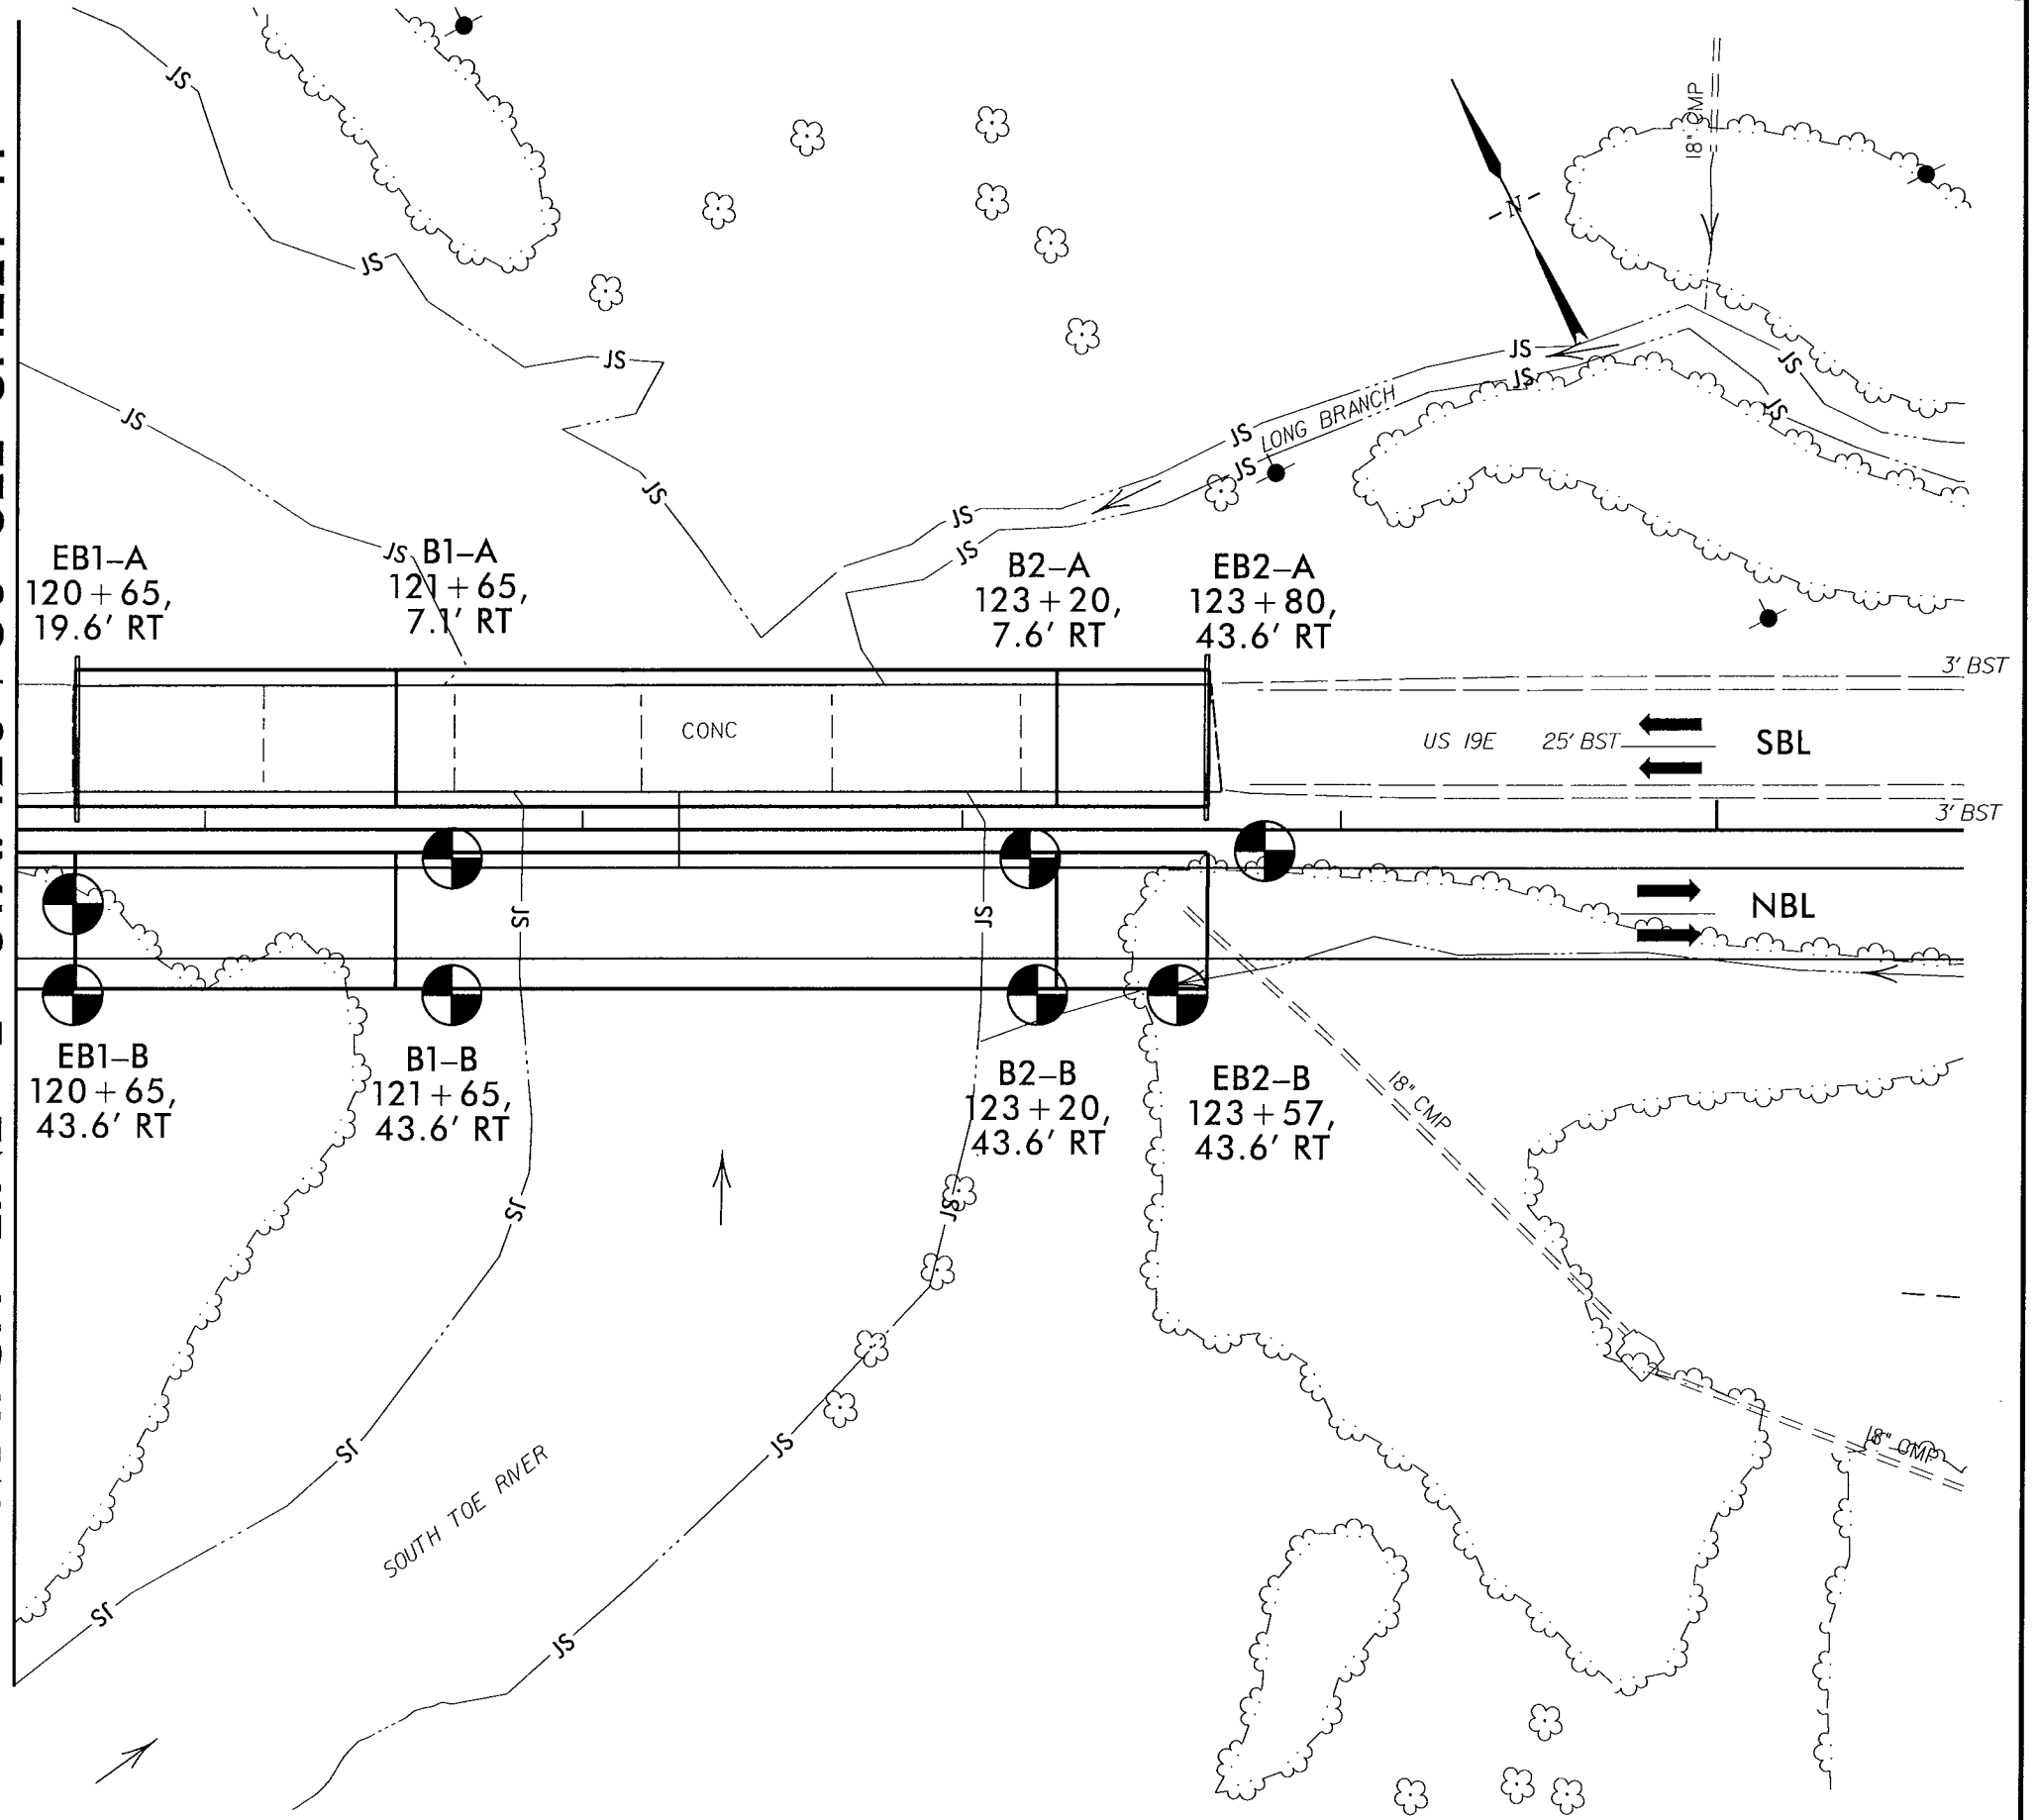 JS
18" CMP
N
JS
JS
JS
JS
JS
JS
JS
JS
LONG BRANCH
JS
JS
JS
JS
JS
JS
EB1-A
120+65,
19.6' RT
B1-A
121+65,
7.1' RT
B2-A
123+20,
7.6' RT
EB2-A
123+80,
43.6' RT
3' BST
CONC
US 19E
25' BST
SBL
3' BST
NBL
JS
JS
EB1-B
120+65,
43.6' RT
B1-B
121+65,
43.6' RT
B2-B
123+20,
43.6' RT
EB2-B
123+57,
43.6' RT
18" CMP
JS
JS
JS
JS
18" CMP
SOUTH TOE RIVER
JS
JS